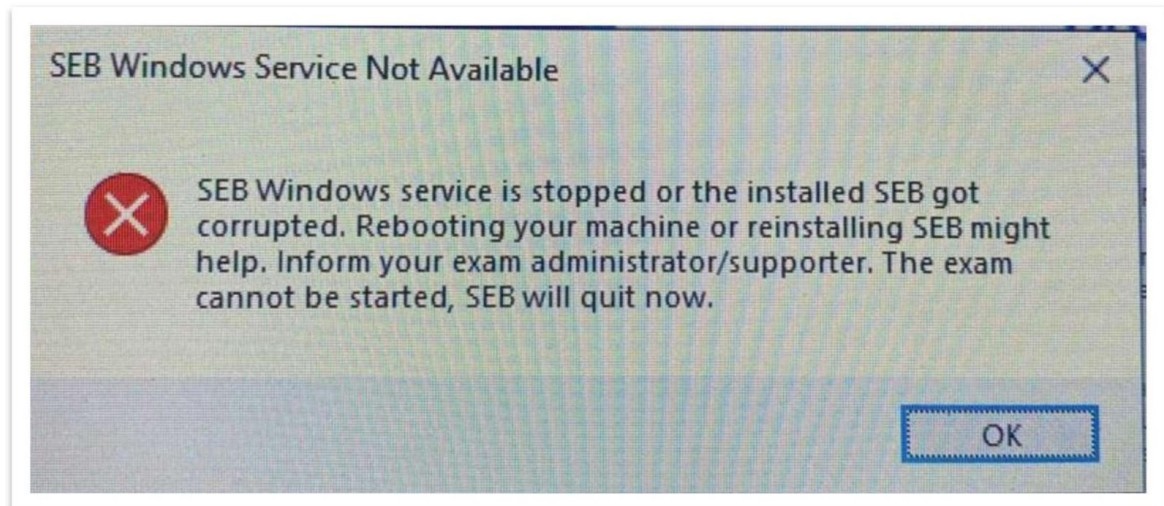 SEB Windows Service Not Available
SEB Windows service is stopped or the installed SEB got
corrupted. Rebooting your machine or reinstalling SEB might
help. Inform your exam administrator/supporter. The exam
cannot be started, SEB will quit now.
OK